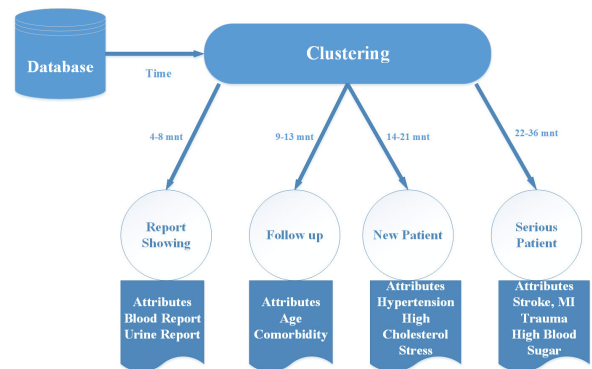 Database
Time
Clustering
4-8 mnt
9-13 mnt
14-21 mnt
22-36 mnt
Report
Showing
Follow up
New Patient
Serious
Patient
Attributes
Blood Report
Urine Report
Attributes
Age
Comorbidity
Attributes
Hypertension
High
Cholesterol
Stress
Attributes
Stroke, MI
Trauma
High Blood
Sugar